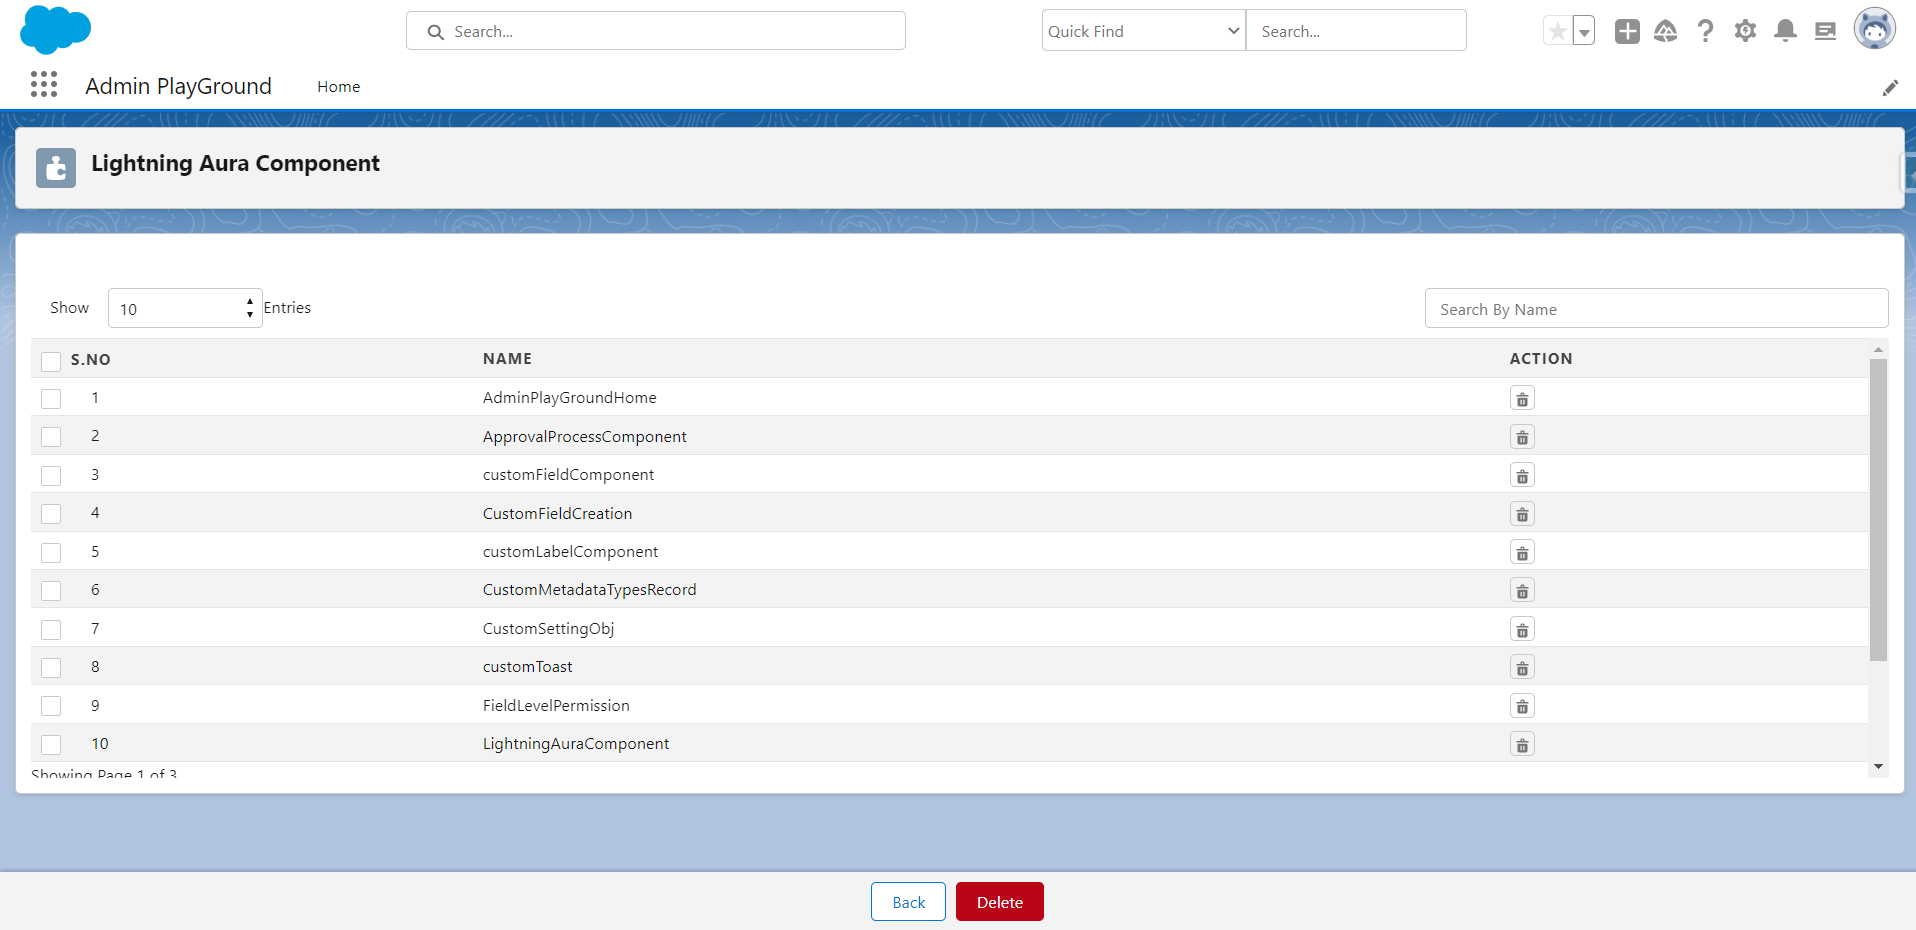 Search...
Quick Find
Search...
Admin PlayGround
Home
Lightning Aura Component
Show 10 Entries
Search By Name
S.NO NAME ACTION
1 AdminPlayGroundHome
2 ApprovalProcessComponent
3 customFieldComponent
4 CustomFieldCreation
5 customLabelComponent
6 CustomMetadataTypesRecord
7 CustomSettingObj
8 customToast
9 FieldLevelPermission
10 LightningAuraComponent
Showing Page 1 of 3
Back Delete